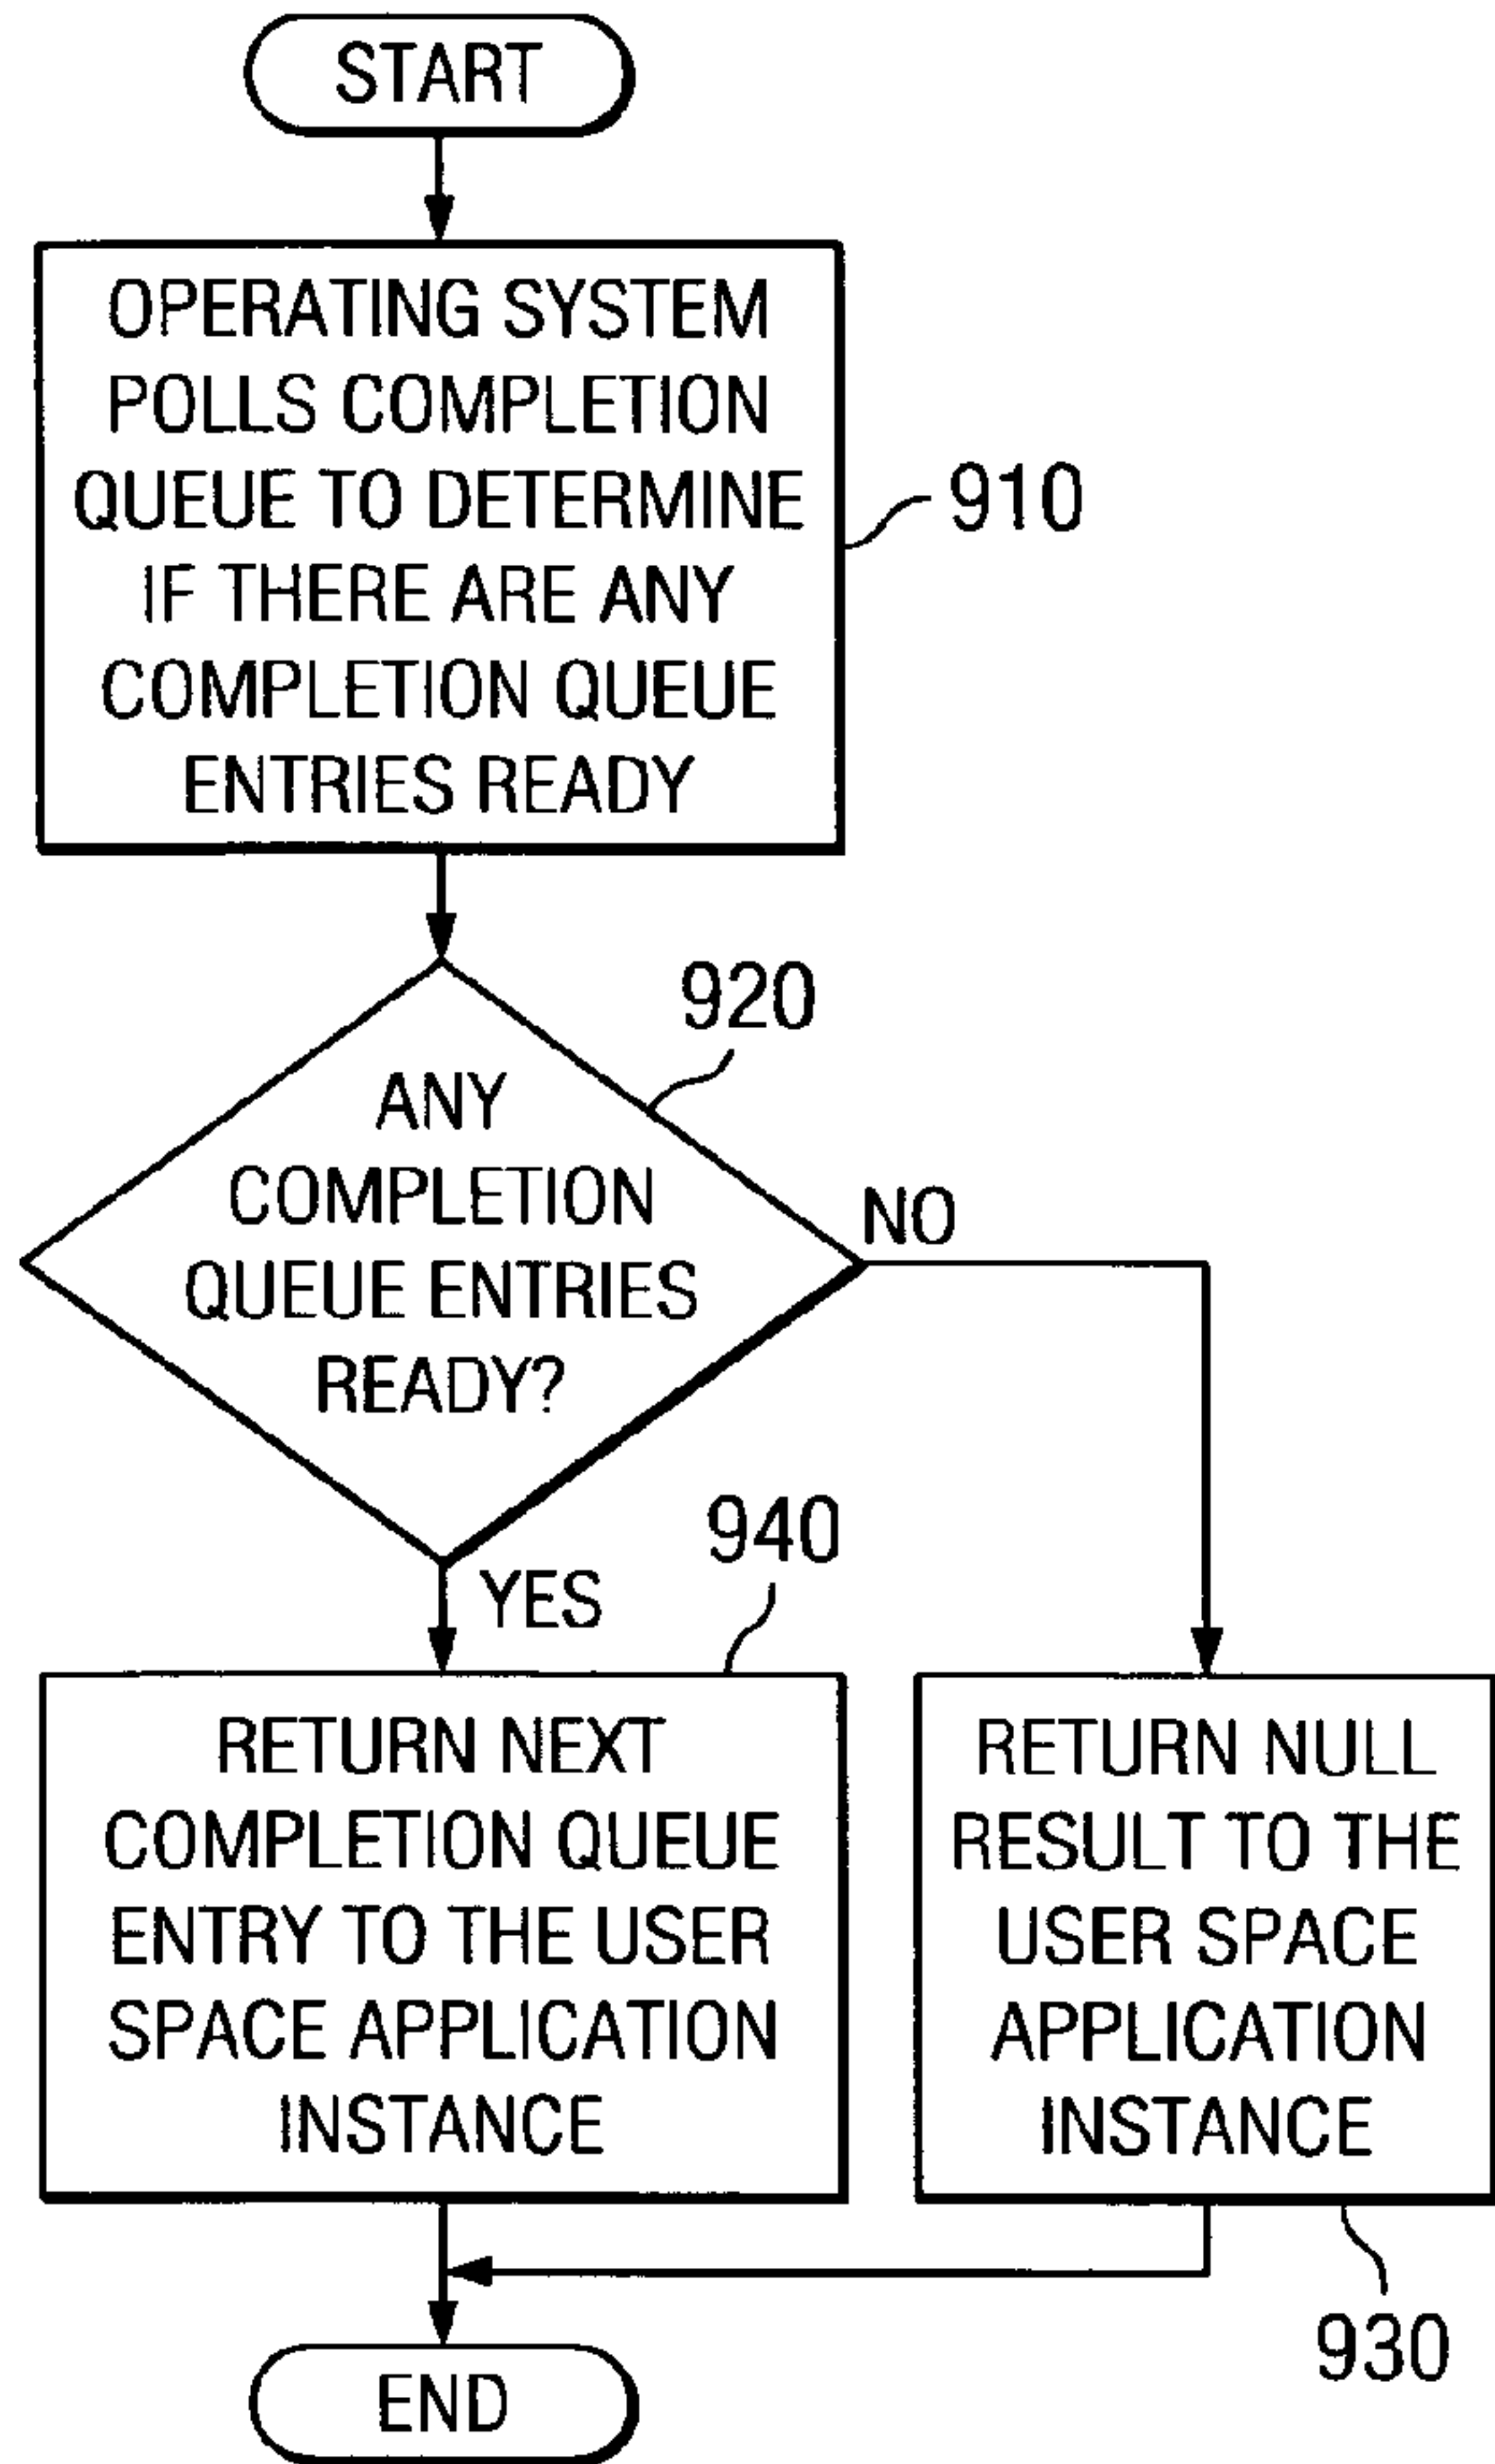 START
OPERATING SYSTEM
POLLS COMPLETION
QUEUE TO DETERMINE
IF THERE ARE ANY
COMPLETION QUEUE
ENTRIES READY
910
920
ANY
COMPLETION
QUEUE ENTRIES
READY?
NO
YES
940
RETURN NEXT
COMPLETION QUEUE
ENTRY TO THE USER
SPACE APPLICATION
INSTANCE
RETURN NULL
RESULT TO THE
USER SPACE
APPLICATION
INSTANCE
930
END